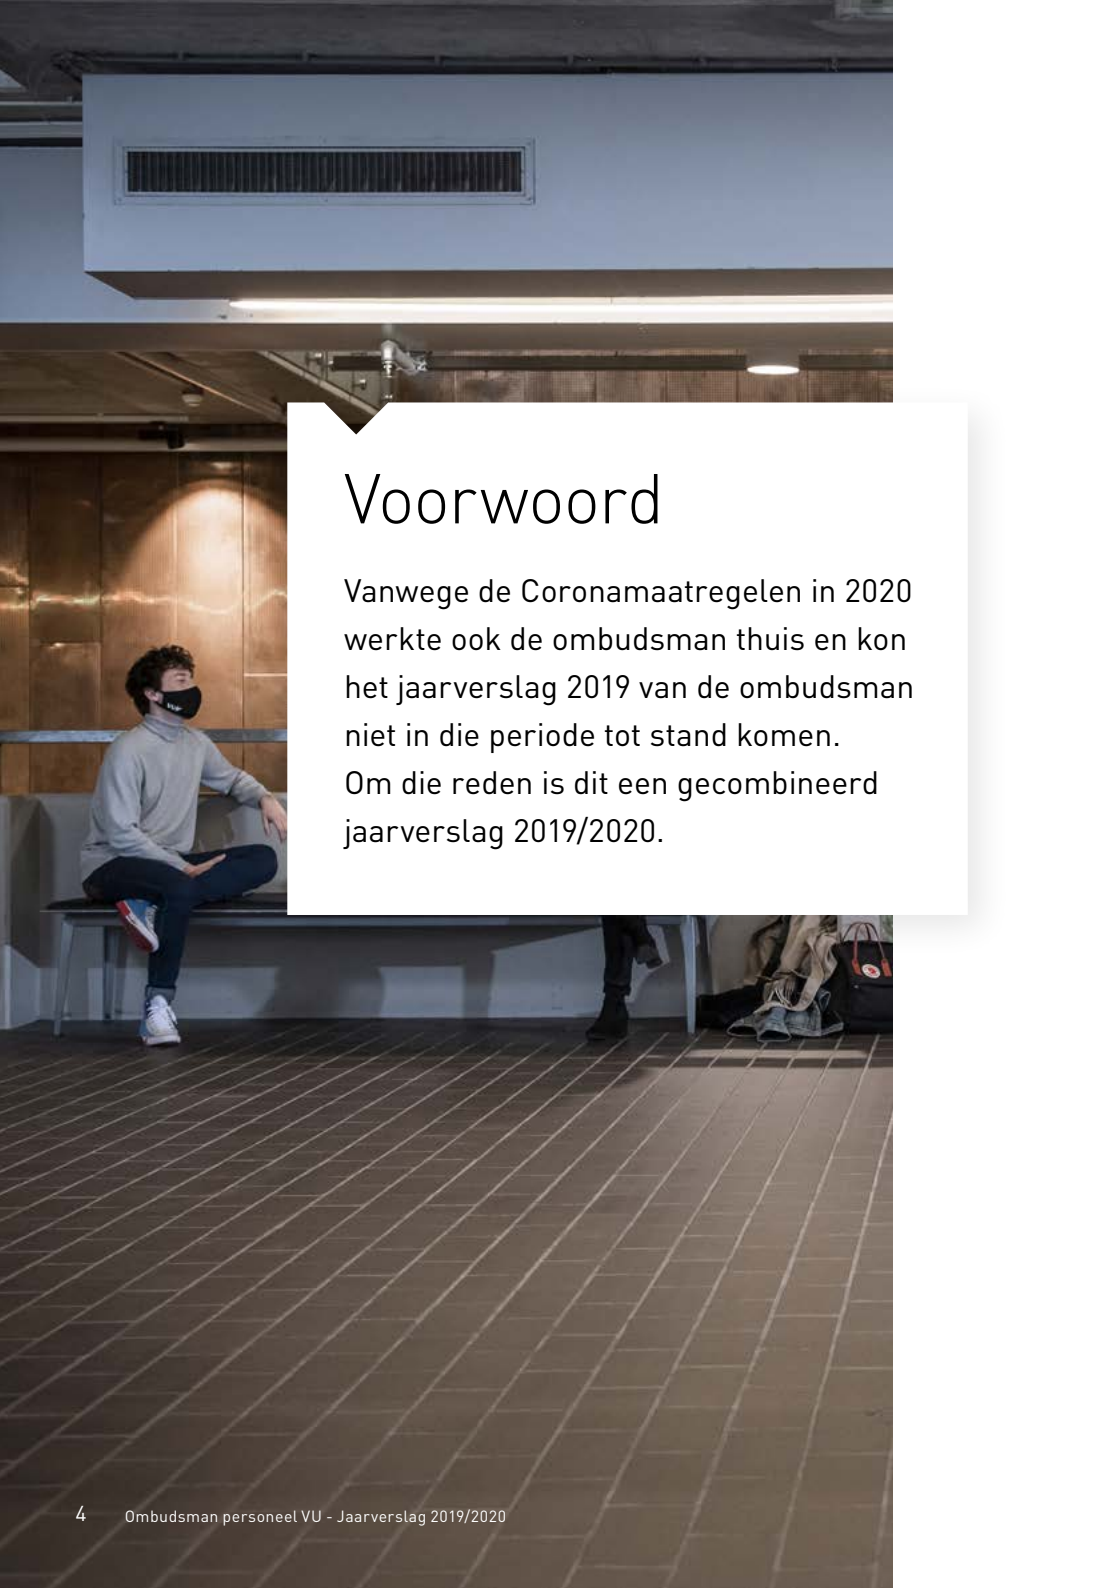 Voorwoord
Vanwege de Coronamaatregelen in 2020
werkte ook de ombudsman thuis en kon
het jaarverslag 2019 van de ombudsman
niet in die periode tot stand komen.
Om die reden is dit een gecombineerd
jaarverslag 2019/2020.
4 Ombudsman personeel VU - Jaarverslag 2019/2020